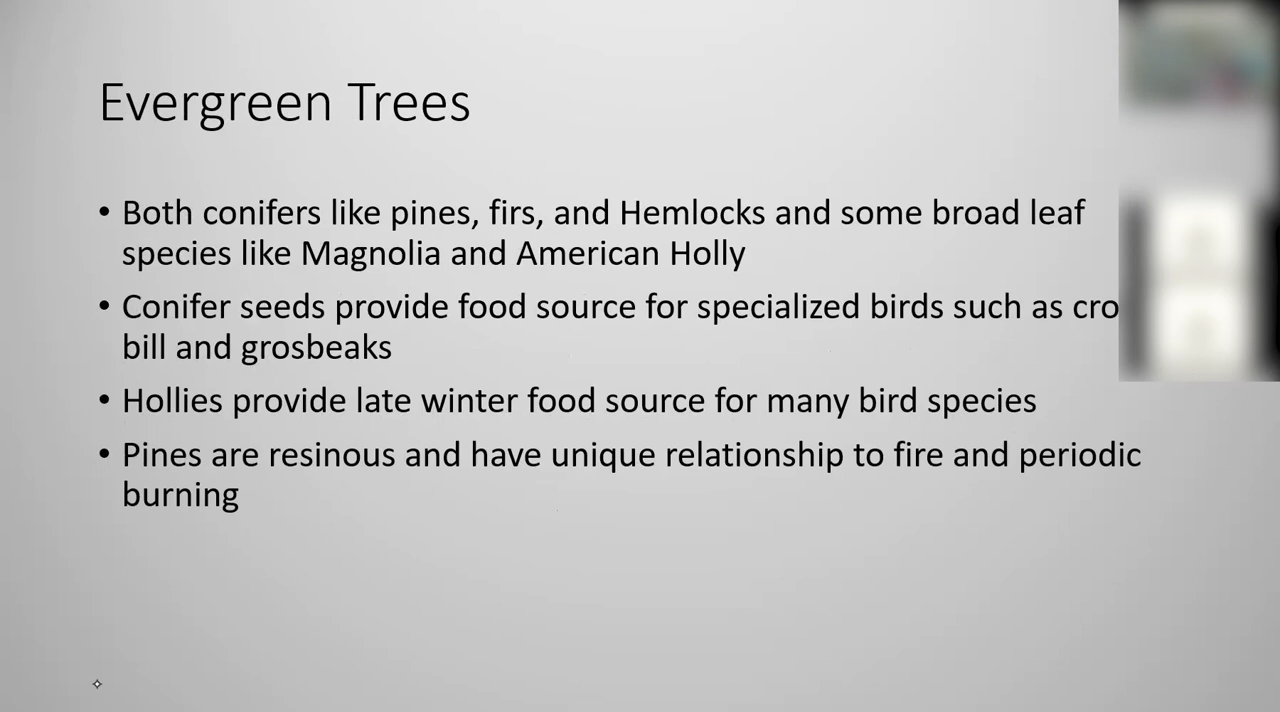 Evergreen Trees
• Both conifers like pines, firs, and Hemlocks and some broad leaf
species like Magnolia and American Holly
• Conifer seeds provide food source for specialized birds such as cro
bill and grosbeaks
• Hollies provide late winter food source for many bird species
• Pines are resinous and have unique relationship to fire and periodic
burning